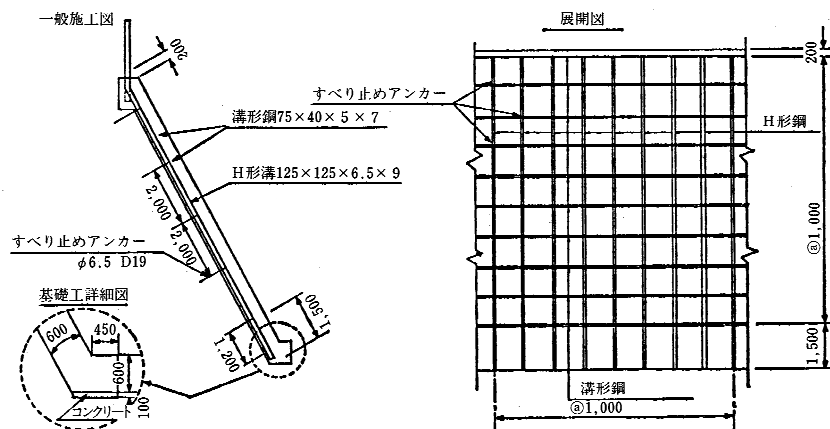 一般施工図
200
溝形鋼75×40×5×7
H形溝125×125×6.5×9
2,000
2,000
すべり止めアンカー
φ6.5 D19
基礎工詳細図
600
450
600
100
コンクリート
1,500
1,200
展開図
200
すべり止めアンカー
H形鋼
@1,000
1,500
溝形鋼
@1,000